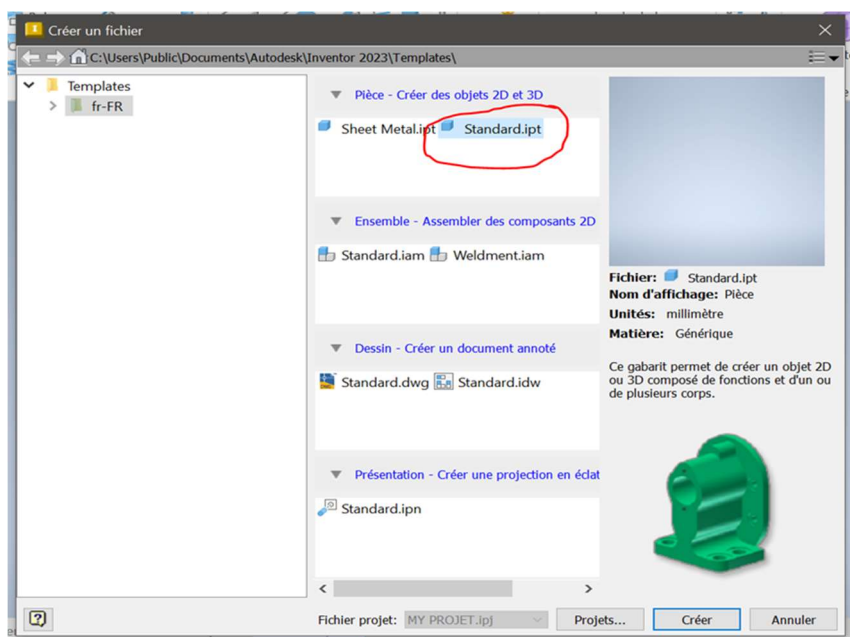 Créer un fichier
C:\Users\Public\Documents\Autodesk\Inventor 2023\Templates\
Templates
fr-FR
Pièce - Créer des objets 2D et 3D
Sheet Metal.ipt Standard.ipt
Ensemble - Assembler des composants 2D
Standard.iam Weldment.iam
Dessin - Créer un document annoté
Standard.dwg Standard.idw
Présentation - Créer une projection en éclat
Standard.ipn
Fichier: Standard.ipt
Nom d'affichage: Pièce
Unités: millimètre
Matière: Générique
Ce gabarit permet de créer un objet 2D
ou 3D composé de fonctions et d'un ou
de plusieurs corps.
Fichier projet: MY PROJET.ipj Projets... Créer Annuler